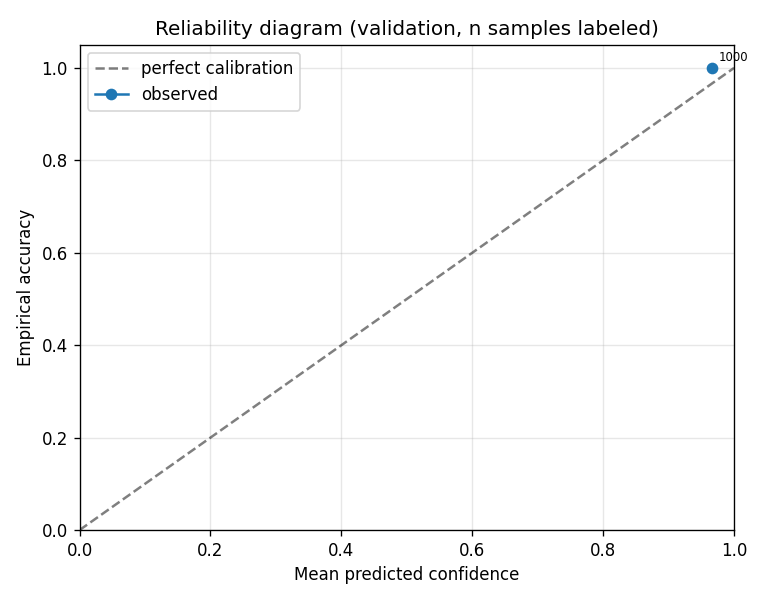 Reliability diagram (validation, n samples labeled)
1000
perfect calibration
observed
1.0
0.8
0.6
0.4
0.2
0.0
Empirical accuracy
0.0 0.2 0.4 0.6 0.8 1.0
Mean predicted confidence